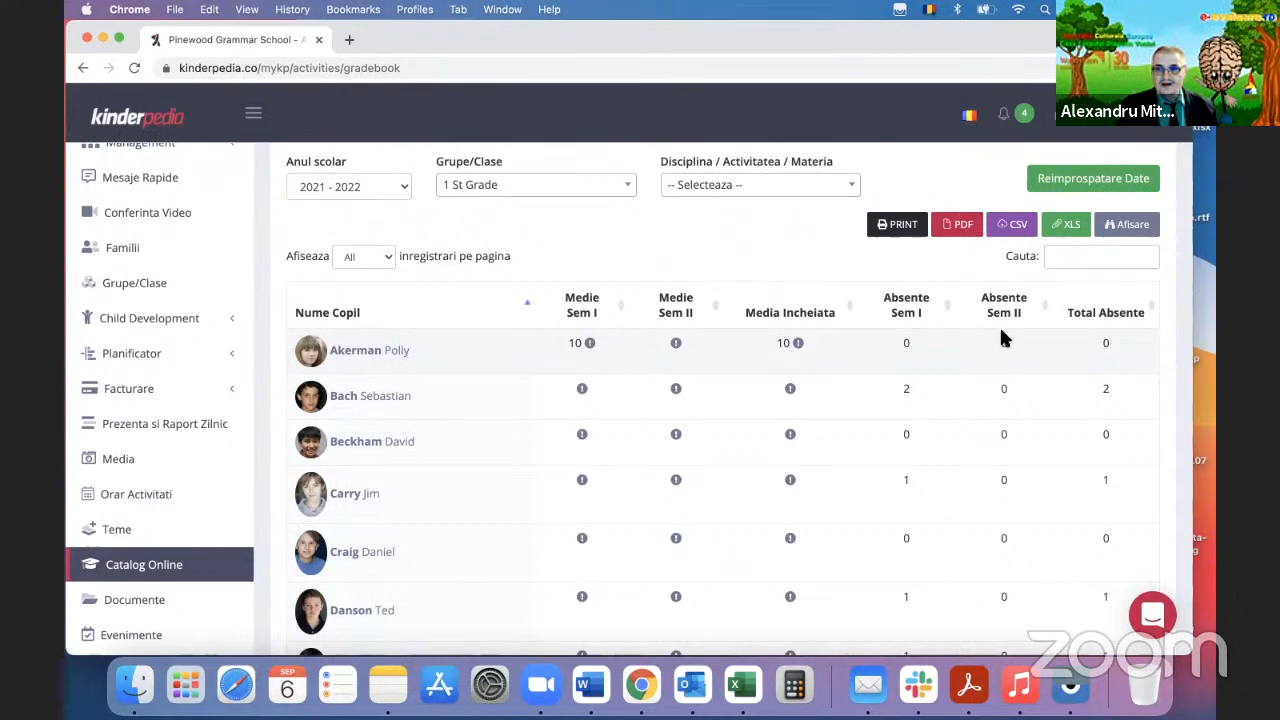 Chrome File Edit View History Bookmarks Profiles Tab Window Help
Pinewood Grammar School - A
kinderpedia.co/mykp/activities/gradebook
Alexandru Mit...
kinderpedia
4
Management
Mesaje Rapide
Conferinta Video
Familii
Grupe/Clase
Child Development
Planificator
Facturare
Prezenta si Raport Zilnic
Media
Orar Activitati
Teme
Catalog Online
Documente
Evenimente
Anul scolar Grupe/Clase Disciplina / Activitatea / Materia
2021 - 2022 1 St Grade -- Selecteaza -- Reimprospatare Date
PRINT PDF CSV XLS Afisare
Afiseaza All inregistrari pe pagina Cauta:
Nume Copil Medie Sem I Medie Sem II Media Incheiata Absente Sem I Absente Sem II Total Absente
Akerman Polly 10 10 0 0
Bach Sebastian 2 0 2
Beckham David 0 0 0
Carry Jim 1 0 1
Craig Daniel 0 0 0
Danson Ted 1 0 1
SEP
6
zoom